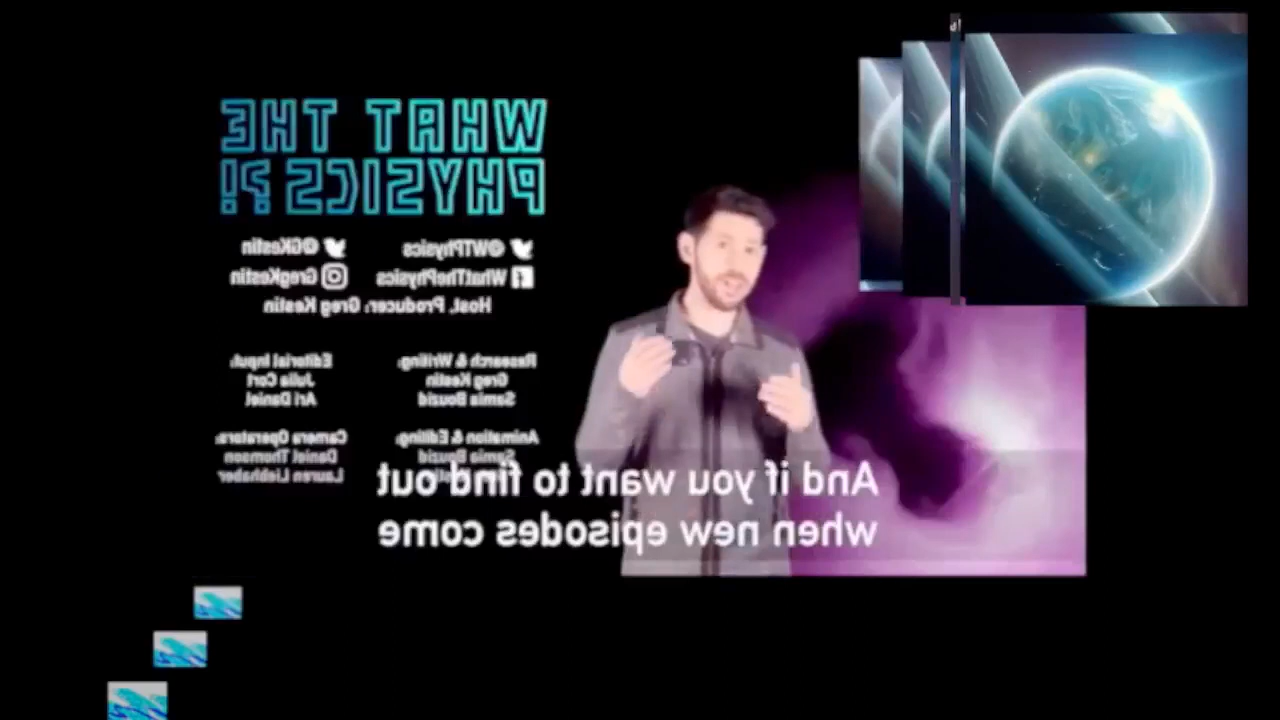 WHAT THE
PHYSICS?!
@WTPhysics @GKestin
WhatThePhysics GregKestin
Host, Producer: Greg Kestin
Research & Writing:
Greg Kestin
Samia Bouzid
Editorial Input:
Julia Cort
Ari Daniel
Animation & Editing:
Samia Bouzid
Camera Operators:
Daniel Thomson
Lauren Liebhaber
And if you want to find out
when new episodes come